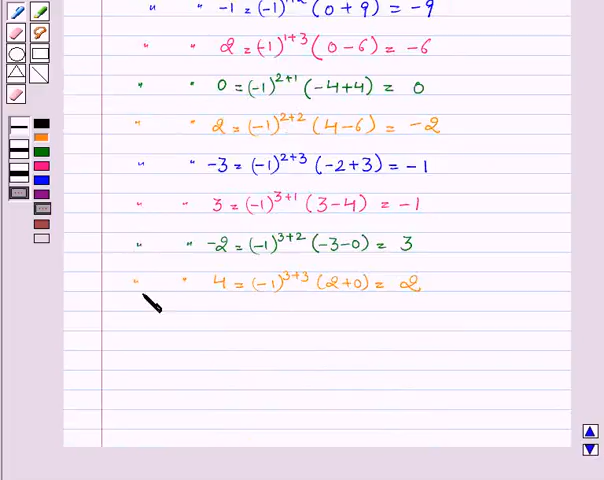 " " -1 = (-1)¹⁺² (0+9) = -9
" " 2 = (-1)¹⁺³ (0-6) = -6
" " 0 = (-1)²⁺¹ (-4+4) = 0
" " 2 = (-1)²⁺² (4-6) = -2
" " -3 = (-1)²⁺³ (-2+3) = -1
" " 3 = (-1)³⁺¹ (3-4) = -1
" " -2 = (-1)³⁺² (-3-0) = 3
" " 4 = (-1)³⁺³ (2+0) = 2